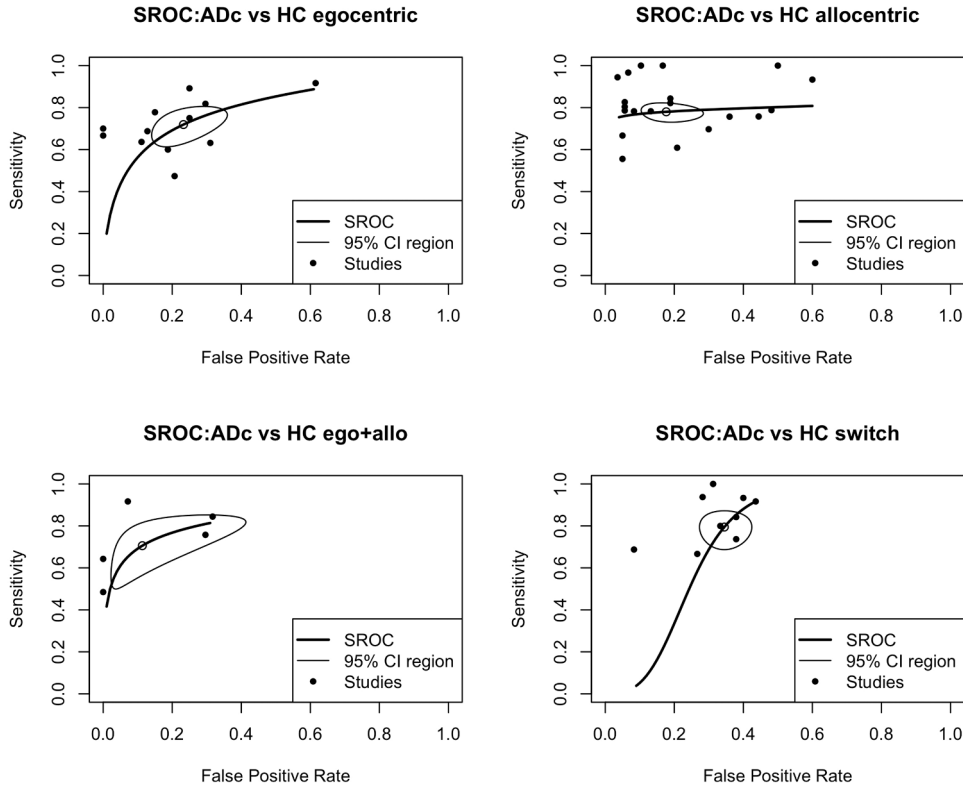 SROC:ADc vs HC egocentric
Sensitivity
1.0
0.8
0.6
0.4
0.2
0.0
SROC
95% CI region
Studies
0.0 0.2 0.4 0.6 0.8 1.0
False Positive Rate
SROC:ADc vs HC allocentric
Sensitivity
1.0
0.8
0.6
0.4
0.2
0.0
SROC
95% CI region
Studies
0.0 0.2 0.4 0.6 0.8 1.0
False Positive Rate
SROC:ADc vs HC ego+allo
Sensitivity
1.0
0.8
0.6
0.4
0.2
0.0
SROC
95% CI region
Studies
0.0 0.2 0.4 0.6 0.8 1.0
False Positive Rate
SROC:ADc vs HC switch
Sensitivity
1.0
0.8
0.6
0.4
0.2
0.0
SROC
95% CI region
Studies
0.0 0.2 0.4 0.6 0.8 1.0
False Positive Rate